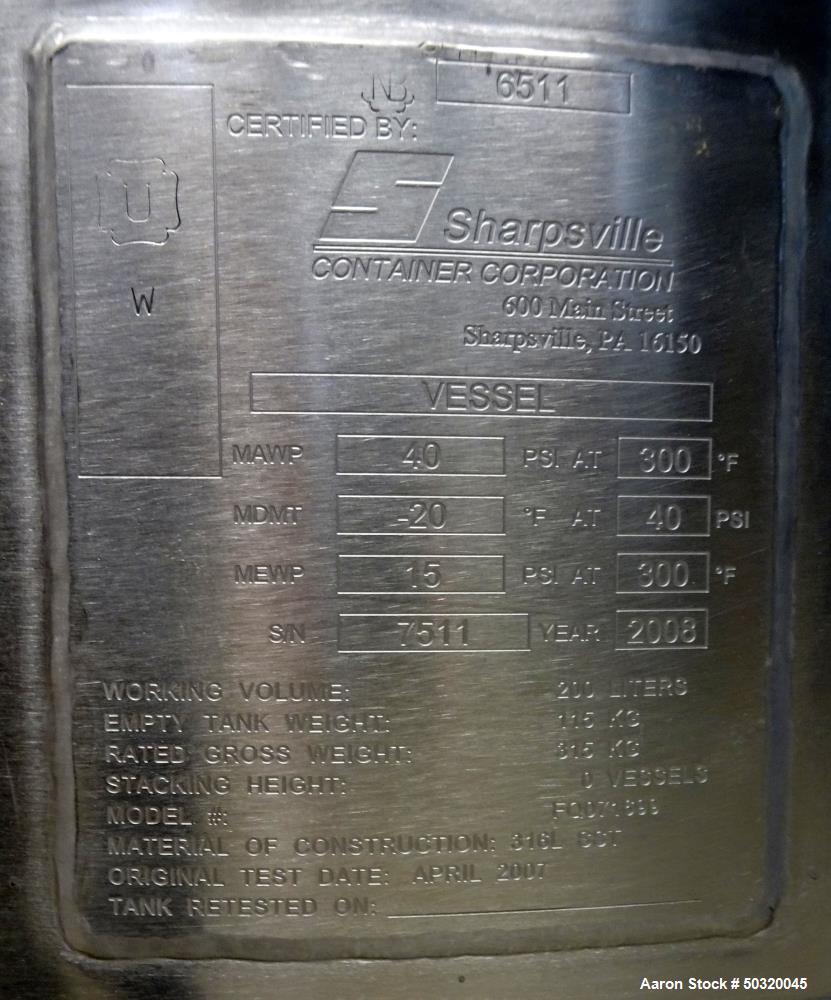 NB 6511
CERTIFIED BY:
U
W
S Sharpsville
CONTAINER CORPORATION
600 Main Street
Sharpsville, PA 16150
VESSEL
MAWP 40 PSI AT 300 °F
MDMT -20 °F AT 40 PSI
MEWP 15 PSI AT 300 °F
S/N 7511 YEAR 2008
WORKING VOLUME: 200 LITERS
EMPTY TANK WEIGHT: 115 KG
RATED GROSS WEIGHT: 315 KG
STACKING HEIGHT: 0 VESSELS
MODEL #:
MATERIAL OF CONSTRUCTION: 316L
ORIGINAL TEST DATE: APRIL 2007
TANK RETESTED ON:
Aaron Stock # 50320045